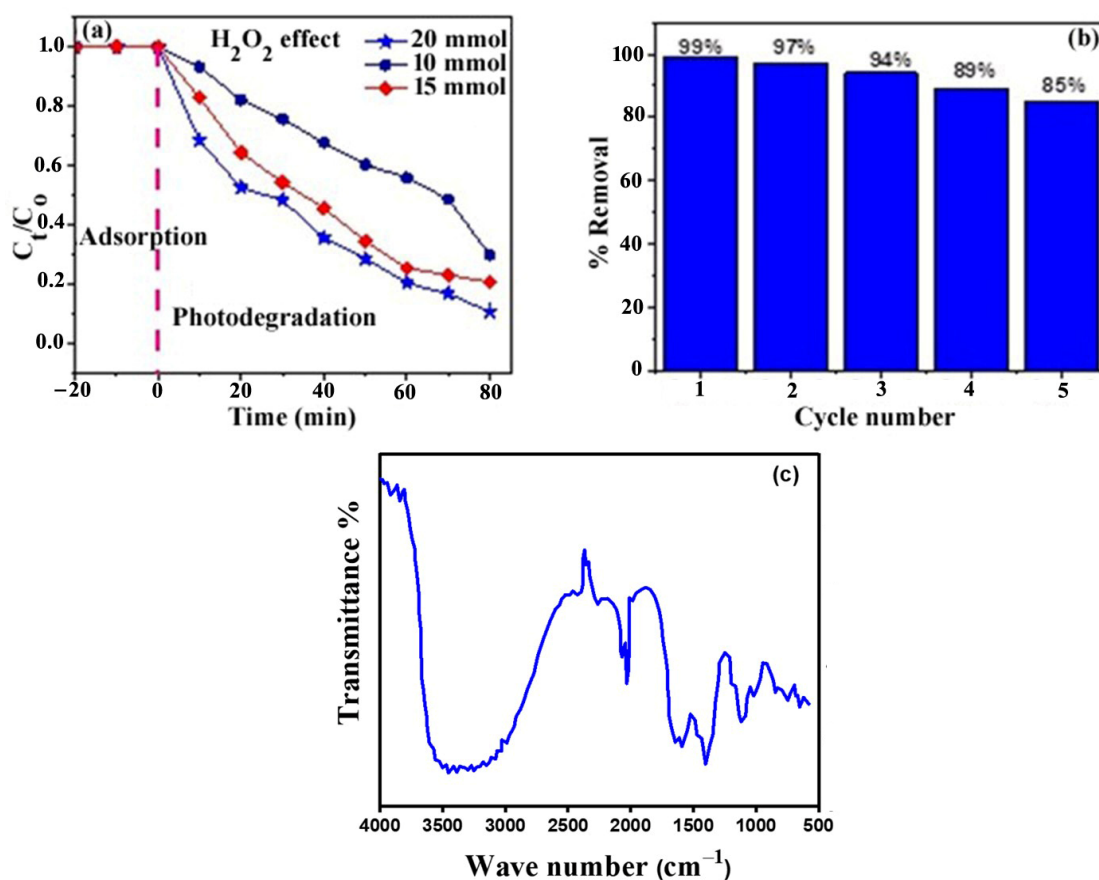 (a)
H₂O₂ effect
20 mmol
10 mmol
15 mmol
1.0
0.8
0.6
0.4
0.2
0.0
Cₜ/Cₒ
Adsorption
Photodegradation
−20
0
20
40
60
80
Time (min)
(b)
100
80
60
40
20
0
% Removal
99%
97%
94%
89%
85%
1
2
3
4
5
Cycle number
(c)
Transmittance %
4000
3500
3000
2500
2000
1500
1000
500
Wave number (cm⁻¹)